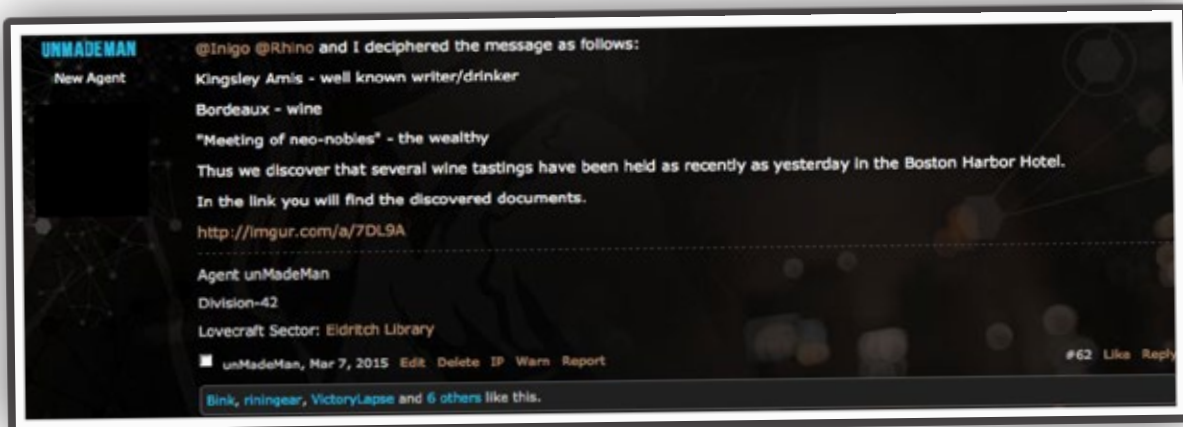 UNMADEMAN
New Agent
@Inigo @Rhino and I deciphered the message as follows:
Kingsley Amis - well known writer/drinker
Bordeaux - wine
"Meeting of neo-nobles" - the wealthy
Thus we discover that several wine tastings have been held as recently as yesterday in the Boston Harbor Hotel.
In the link you will find the discovered documents.
http://imgur.com/a/7DL9A
Agent unMadeMan
Division-42
Lovecraft Sector: Eldritch Library
unMadeMan, Mar 7, 2015 Edit Delete IP Warn Report #62 Like Reply
Bink, riningear, VictoryLapse and 6 others like this.